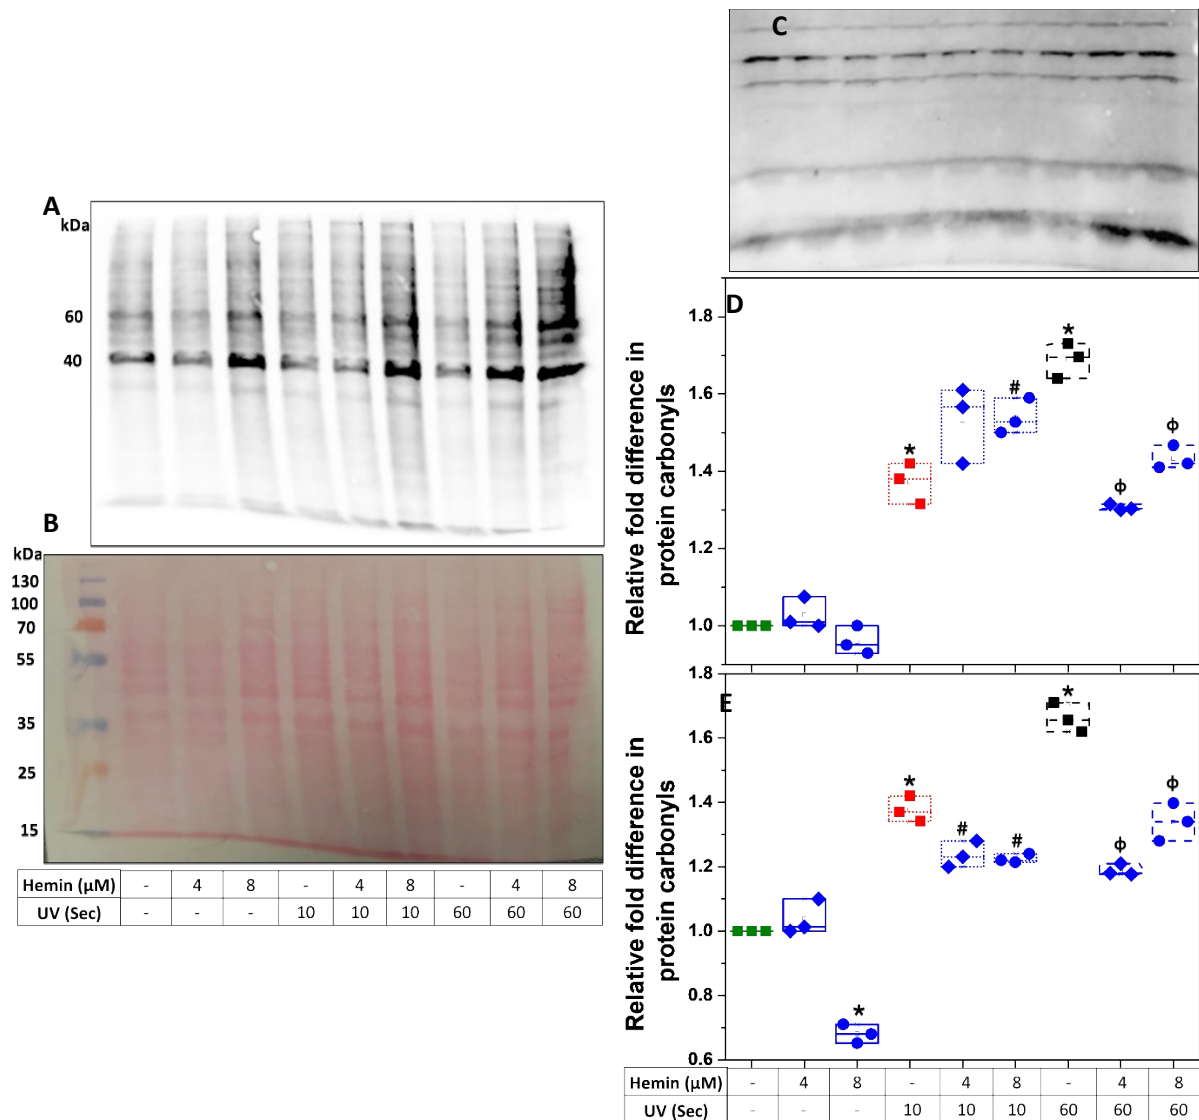 A
kDa
60
40
B
kDa
130
100
70
55
35
25
15
Hemin (μM) - 4 8 - 4 8 - 4 8
UV (Sec) - - - 10 10 10 60 60 60
C
D
Relative fold difference in
protein carbonyls
1.8
1.6
1.4
1.2
1.0
* # * ϕ ϕ
E
Relative fold difference in
protein carbonyls
1.8
1.6
1.4
1.2
1.0
0.8
0.6
* * # # * ϕ ϕ
Hemin (μM) - 4 8 - 4 8 - 4 8
UV (Sec) - - - 10 10 10 60 60 60